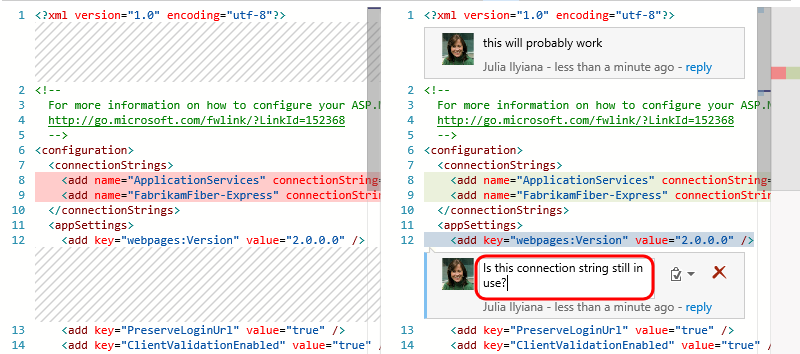 1 <?xml version="1.0" encoding="utf-8"?>
2 <!--
3 For more information on how to configure your ASP.
4 http://go.microsoft.com/fwlink/?LinkId=152368
5 -->
6 <configuration>
7 <connectionStrings>
8 <add name="ApplicationServices" connectionString=
9 <add name="FabrikamFiber-Express" connectionStrin
10 </connectionStrings>
11 <appSettings>
12 <add key="webpages:Version" value="2.0.0.0" />
13 <add key="PreserveLoginUrl" value="true" />
14 <add key="ClientValidationEnabled" value="true" /
1 <?xml version="1.0" encoding="utf-8"?>
this will probably work
Julia Ilyiana - less than a minute ago - reply
2 <!--
3 For more information on how to configure your ASP.
4 http://go.microsoft.com/fwlink/?LinkId=152368
5 -->
6 <configuration>
7 <connectionStrings>
8 <add name="ApplicationServices" connectionString=
9 <add name="FabrikamFiber-Express" connectionStrin
10 </connectionStrings>
11 <appSettings>
12 <add key="webpages:Version" value="2.0.0.0" />
Is this connection string still in
use?
Julia Ilyiana - less than a minute ago - reply
13 <add key="PreserveLoginUrl" value="true" />
14 <add key="ClientValidationEnabled" value="true" /